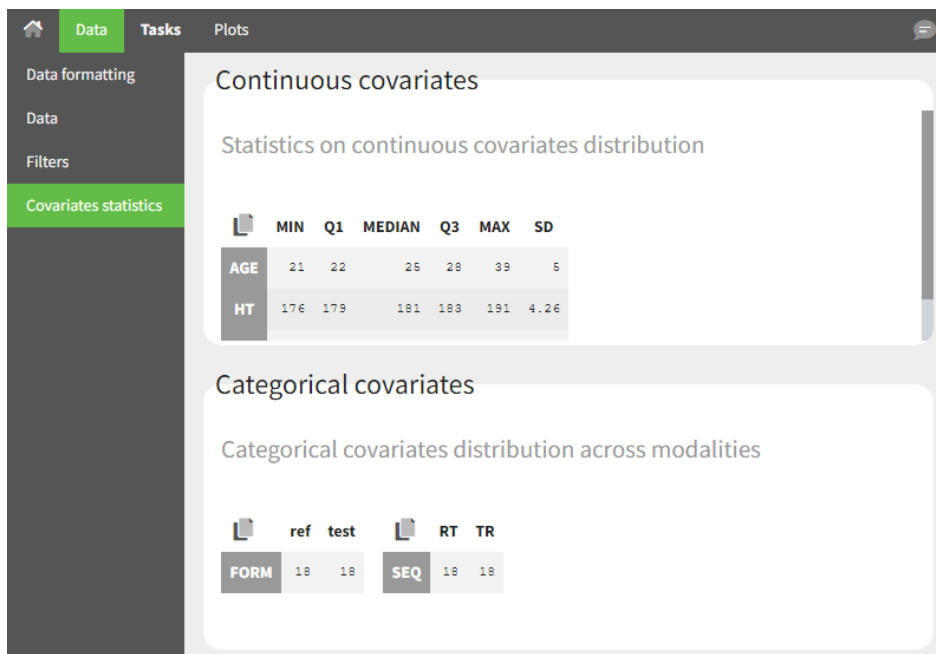 Data Tasks Plots
Data formatting
Data
Filters
Covariates statistics
Continuous covariates
Statistics on continuous covariates distribution
MIN Q1 MEDIAN Q3 MAX SD
AGE 21 22 25 28 39 5
HT 176 179 181 183 191 4.26
Categorical covariates
Categorical covariates distribution across modalities
ref test RT TR
FORM 18 18 SEQ 18 18